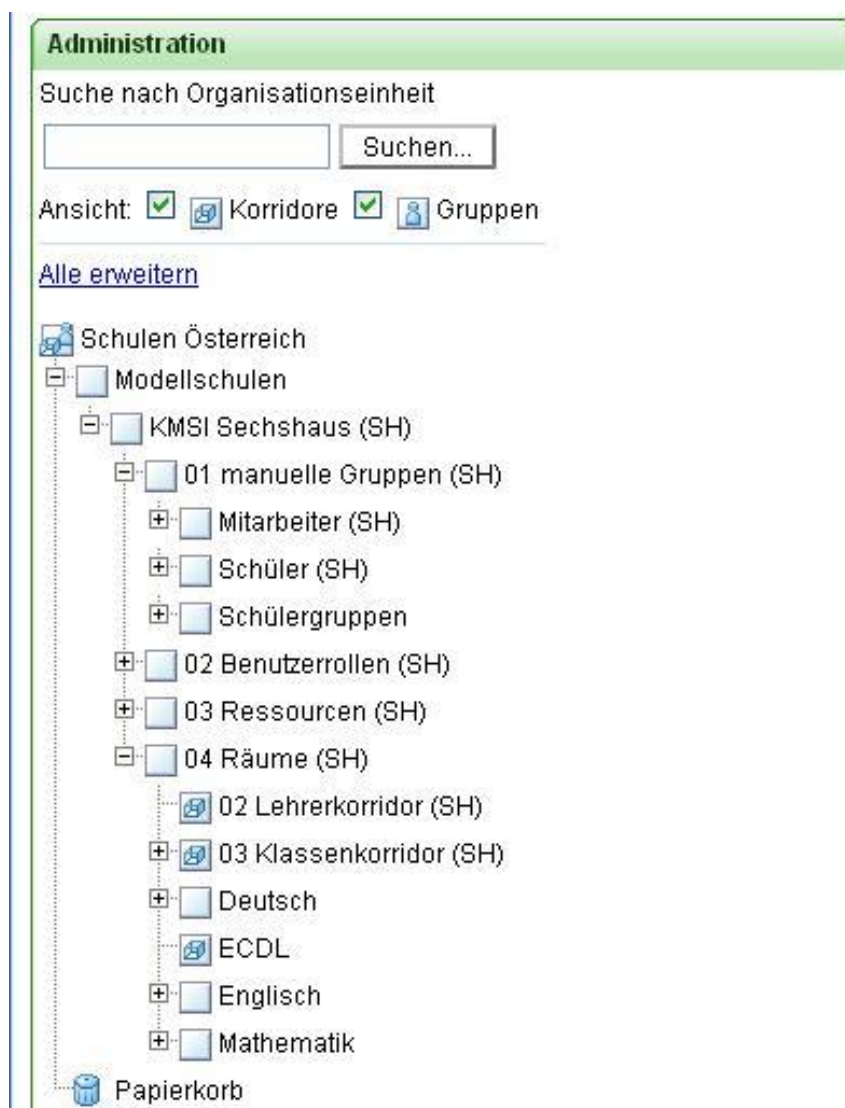 Administration
Suche nach Organisationseinheit
Suchen...
Ansicht: Korridore Gruppen
Alle erweitern
Schulen Österreich
Modellschulen
KMSI Sechshaus (SH)
01 manuelle Gruppen (SH)
Mitarbeiter (SH)
Schüler (SH)
Schülergruppen
02 Benutzerrollen (SH)
03 Ressourcen (SH)
04 Räume (SH)
02 Lehrerkorridor (SH)
03 Klassenkorridor (SH)
Deutsch
ECDL
Englisch
Mathematik
Papierkorb